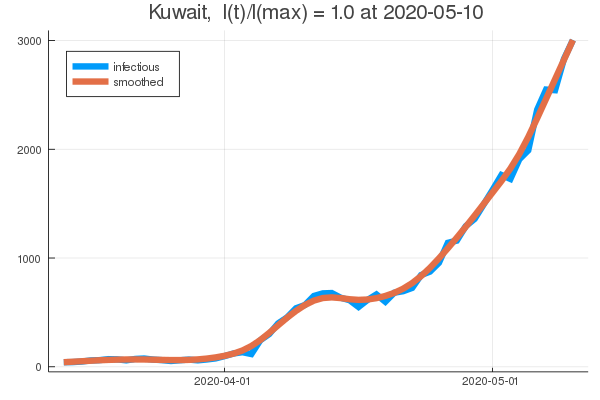 Kuwait,  I(t)/I(max) = 1.0 at 2020-05-10
3000
infectious
smoothed
2000
1000
0
2020-04-01
2020-05-01